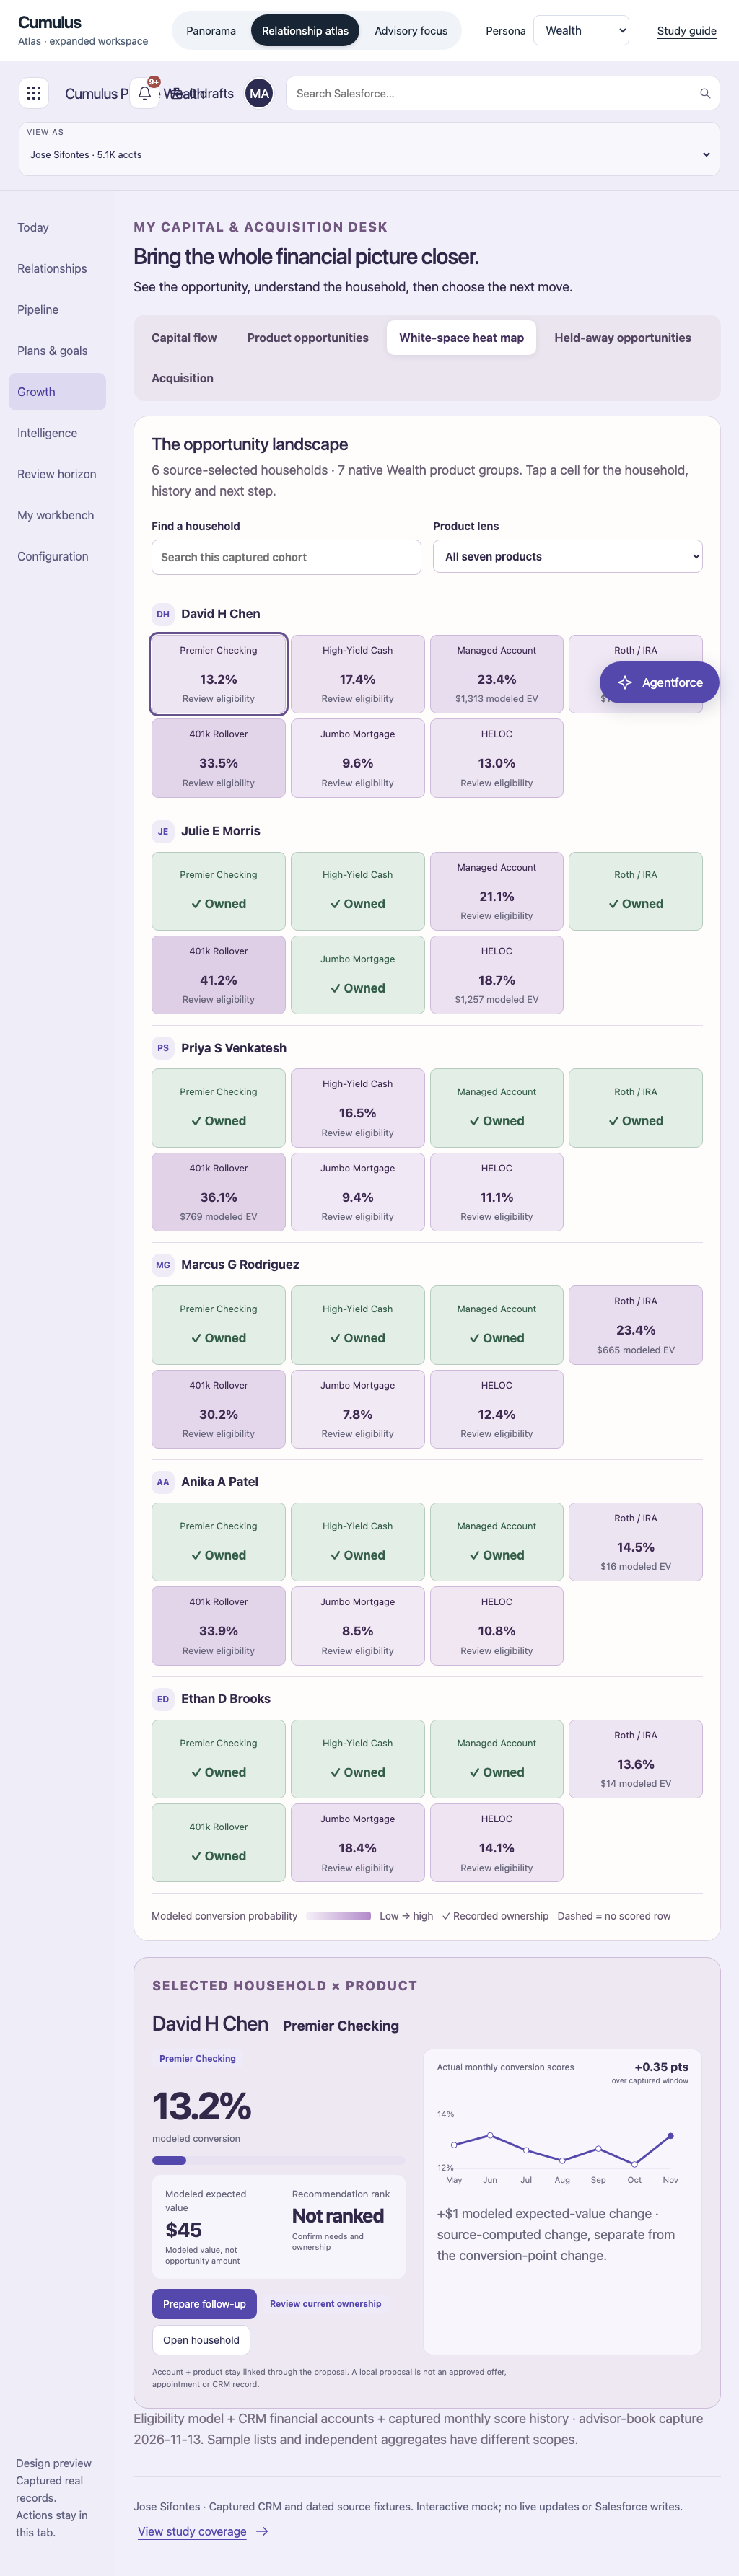 Cumulus
Atlas · expanded workspace
Panorama
Relationship atlas
Advisory focus
Persona
Wealth
Study guide
Cumulus P
Wealth
9+
drafts
MA
Search Salesforce...
VIEW AS
Jose Sifontes · 5.1K accts
Today
Relationships
Pipeline
Plans & goals
Growth
Intelligence
Review horizon
My workbench
Configuration
MY CAPITAL & ACQUISITION DESK
Bring the whole financial picture closer.
See the opportunity, understand the household, then choose the next move.
Capital flow
Product opportunities
White-space heat map
Held-away opportunities
Acquisition
The opportunity landscape
6 source-selected households · 7 native Wealth product groups. Tap a cell for the household,
history and next step.
Find a household
Product lens
Search this captured cohort
All seven products
DH David H Chen
Premier Checking
13.2%
Review eligibility
High-Yield Cash
17.4%
Review eligibility
Managed Account
23.4%
$1,313 modeled EV
Roth / IRA
Agentforce
401k Rollover
33.5%
Review eligibility
Jumbo Mortgage
9.6%
Review eligibility
HELOC
13.0%
Review eligibility
JE Julie E Morris
Premier Checking
✓ Owned
High-Yield Cash
✓ Owned
Managed Account
21.1%
Review eligibility
Roth / IRA
✓ Owned
401k Rollover
41.2%
Review eligibility
Jumbo Mortgage
✓ Owned
HELOC
18.7%
$1,257 modeled EV
PS Priya S Venkatesh
Premier Checking
✓ Owned
High-Yield Cash
16.5%
Review eligibility
Managed Account
✓ Owned
Roth / IRA
✓ Owned
401k Rollover
36.1%
$769 modeled EV
Jumbo Mortgage
9.4%
Review eligibility
HELOC
11.1%
Review eligibility
MG Marcus G Rodriguez
Premier Checking
✓ Owned
High-Yield Cash
✓ Owned
Managed Account
✓ Owned
Roth / IRA
23.4%
$665 modeled EV
401k Rollover
30.2%
Review eligibility
Jumbo Mortgage
7.8%
Review eligibility
HELOC
12.4%
Review eligibility
AA Anika A Patel
Premier Checking
✓ Owned
High-Yield Cash
✓ Owned
Managed Account
✓ Owned
Roth / IRA
14.5%
$16 modeled EV
401k Rollover
33.9%
Review eligibility
Jumbo Mortgage
8.5%
Review eligibility
HELOC
10.8%
Review eligibility
ED Ethan D Brooks
Premier Checking
✓ Owned
High-Yield Cash
✓ Owned
Managed Account
✓ Owned
Roth / IRA
13.6%
$14 modeled EV
401k Rollover
✓ Owned
Jumbo Mortgage
18.4%
Review eligibility
HELOC
14.1%
Review eligibility
Modeled conversion probability
Low → high
✓ Recorded ownership
Dashed = no scored row
SELECTED HOUSEHOLD × PRODUCT
David H Chen Premier Checking
Premier Checking
13.2%
modeled conversion
Modeled expected
value
$45
Modeled value, not
opportunity amount
Recommendation rank
Not ranked
Confirm needs and
ownership
Prepare follow-up
Review current ownership
Open household
Actual monthly conversion scores
+0.35 pts
over captured window
14%
12%
May Jun Jul Aug Sep Oct Nov
+$1 modeled expected-value change ·
source-computed change, separate from
the conversion-point change.
Account + product stay linked through the proposal. A local proposal is not an approved offer,
appointment or CRM record.
Eligibility model + CRM financial accounts + captured monthly score history · advisor-book capture
2026-11-13. Sample lists and independent aggregates have different scopes.
Design preview
Captured real
records.
Actions stay in
this tab.
Jose Sifontes · Captured CRM and dated source fixtures. Interactive mock; no live updates or Salesforce writes.
View study coverage →